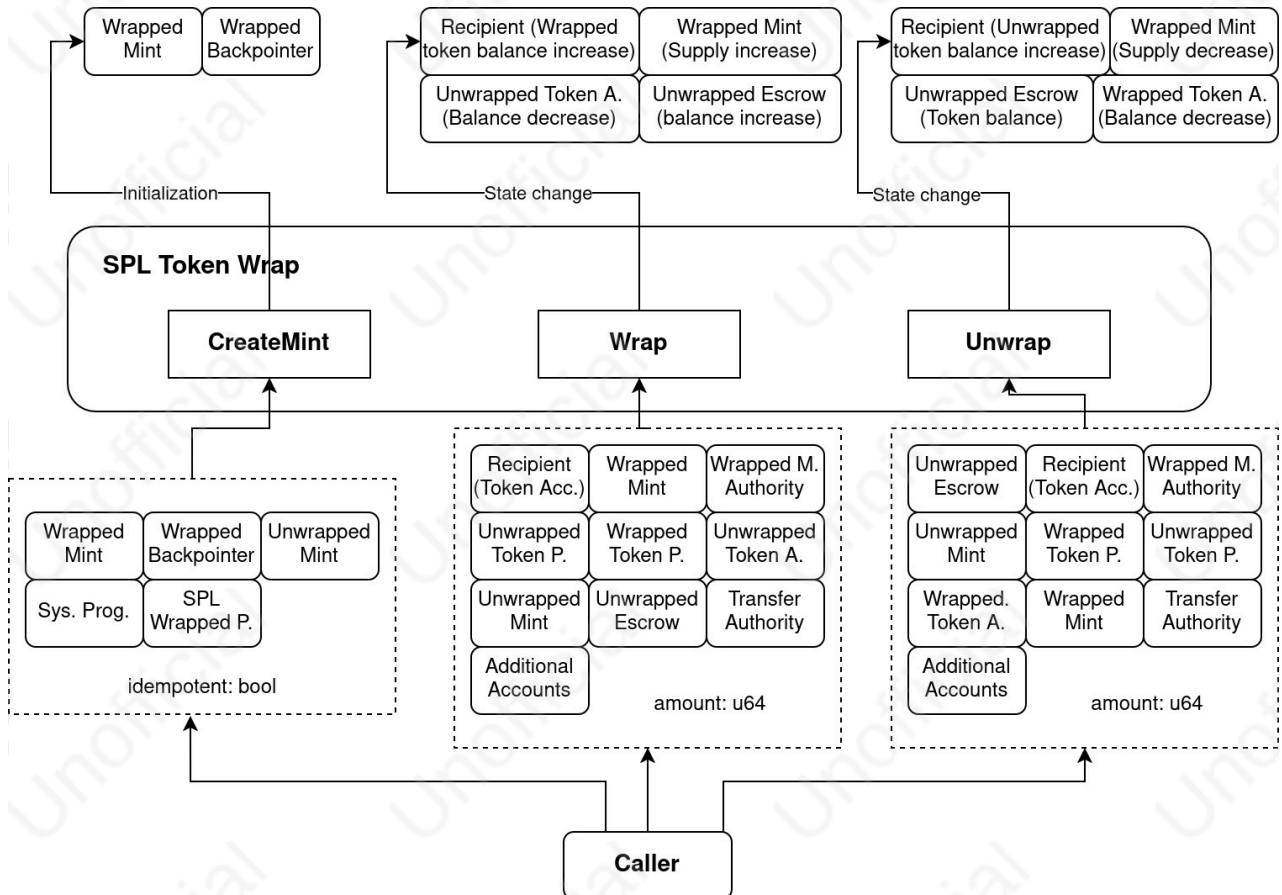 Wrapped
Mint
Wrapped
Backpointer
Recipient (Wrapped
token balance increase)
Wrapped Mint
(Supply increase)
Unwrapped Token A.
(Balance decrease)
Unwrapped Escrow
(balance increase)
Recipient (Unwrapped
token balance increase)
Wrapped Mint
(Supply decrease)
Unwrapped Escrow
(Token balance)
Wrapped Token A.
(Balance decrease)
Initialization
State change
State change
SPL Token Wrap
CreateMint
Wrap
Unwrap
Wrapped
Mint
Wrapped
Backpointer
Unwrapped
Mint
Sys. Prog.
SPL
Wrapped P.
idempotent: bool
Recipient
(Token Acc.)
Wrapped
Mint
Wrapped M.
Authority
Unwrapped
Token P.
Wrapped
Token P.
Unwrapped
Token A.
Unwrapped
Mint
Unwrapped
Escrow
Transfer
Authority
Additional
Accounts
amount: u64
Unwrapped
Escrow
Recipient
(Token Acc.)
Wrapped M.
Authority
Unwrapped
Mint
Wrapped
Token P.
Unwrapped
Token P.
Wrapped.
Token A.
Wrapped
Mint
Transfer
Authority
Additional
Accounts
amount: u64
Caller
Unofficial